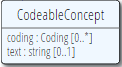 CodeableConcept
coding : Coding [0..*]
text : string [0..1]